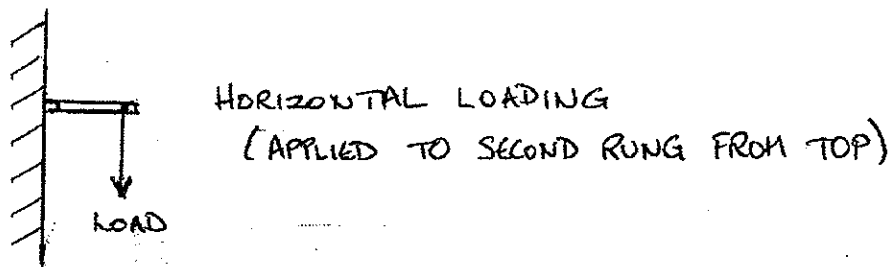 HORIZONTAL LOADING
(APPLIED TO SECOND RUNG FROM TOP)
LOAD